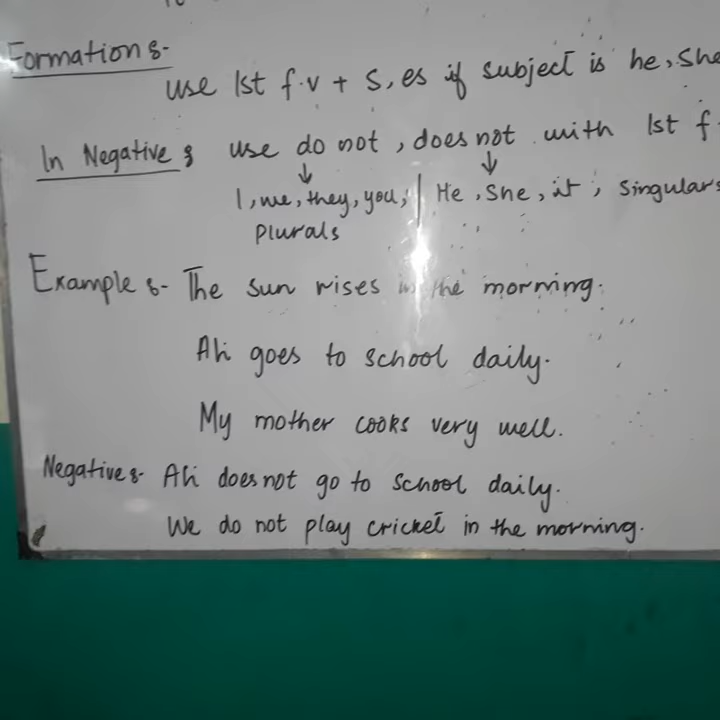 Formation :-
use 1st f.v + s, es if subject is he, she
In Negative : use do not, does not with 1st f.
I, we, they, you, | He, She, it, Singulars
Plurals
Example :- The sun rises in the morning.
Ali goes to school daily.
My mother cooks very well.
Negative :- Ali does not go to school daily.
We do not play cricket in the morning.